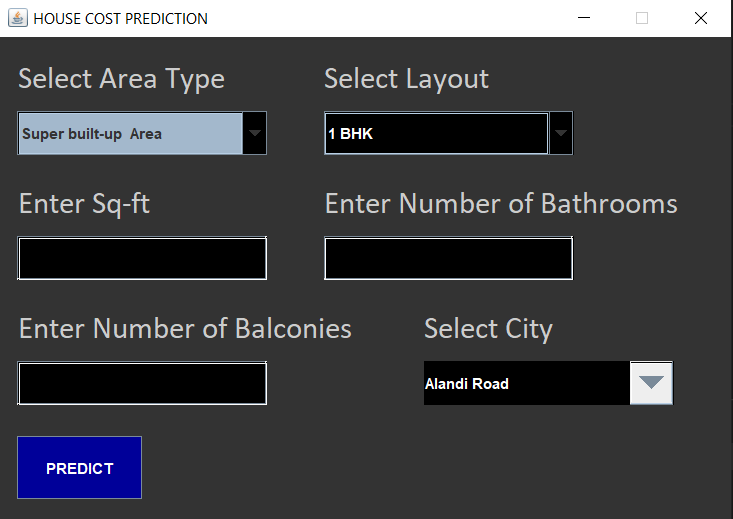 HOUSE COST PREDICTION
Select Area Type
Select Layout
Super built-up  Area
1 BHK
Enter Sq-ft
Enter Number of Bathrooms
Enter Number of Balconies
Select City
Alandi Road
PREDICT